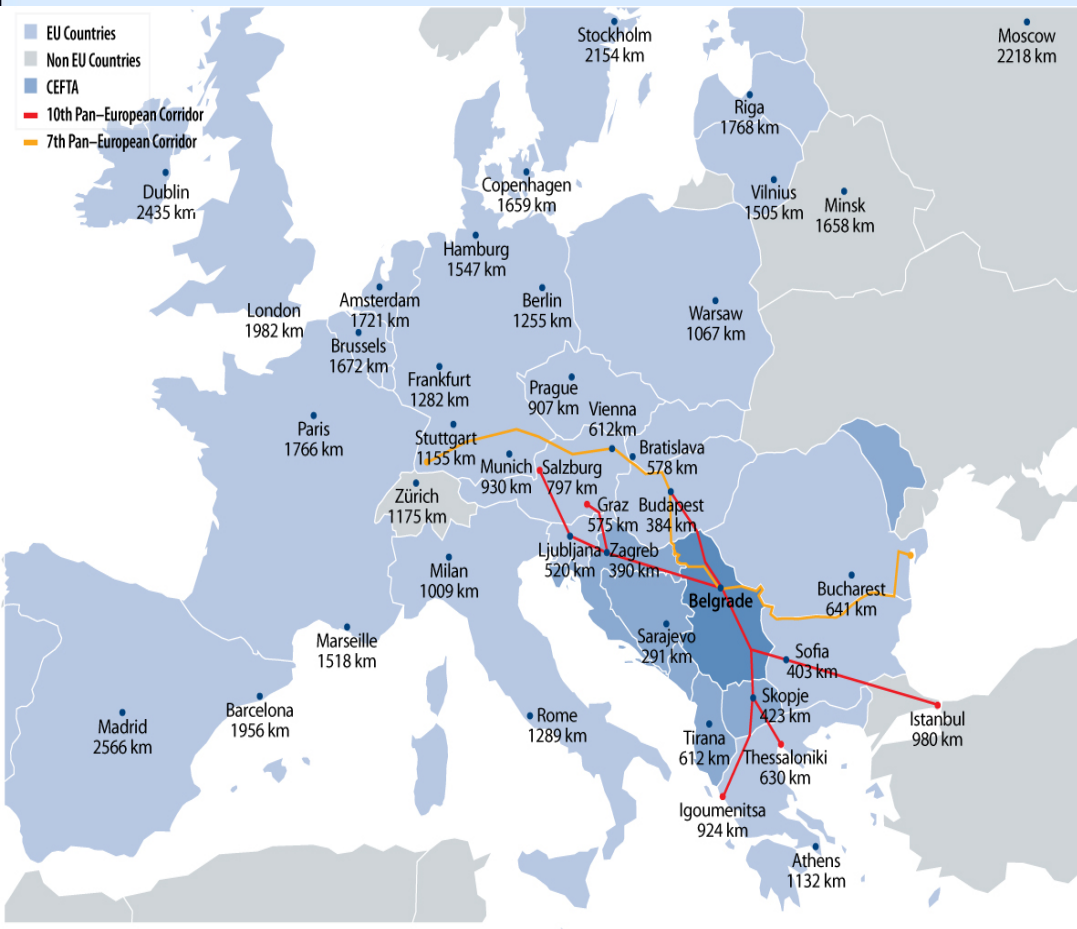 EU Countries
Non EU Countries
CEFTA
10th Pan–European Corridor
7th Pan–European Corridor
Stockholm
2154 km
Moscow
2218 km
Riga
1768 km
Dublin
2435 km
Copenhagen
1659 km
Vilnius
1505 km
Minsk
1658 km
Hamburg
1547 km
Amsterdam
1721 km
Berlin
1255 km
London
1982 km
Warsaw
1067 km
Brussels
1672 km
Frankfurt
1282 km
Prague
907 km
Vienna
612km
Paris
1766 km
Stuttgart
1155 km
Bratislava
578 km
Munich
930 km
Salzburg
797 km
Zürich
1175 km
Graz
575 km
Budapest
384 km
Ljubljana
520 km
Zagreb
390 km
Milan
1009 km
Belgrade
Bucharest
641 km
Marseille
1518 km
Sarajevo
291km
Sofia
403 km
Madrid
2566 km
Barcelona
1956 km
Rome
1289 km
Skopje
423 km
Istanbul
980 km
Tirana
612 km
Thessaloniki
630 km
Igoumenitsa
924 km
Athens
1132 km